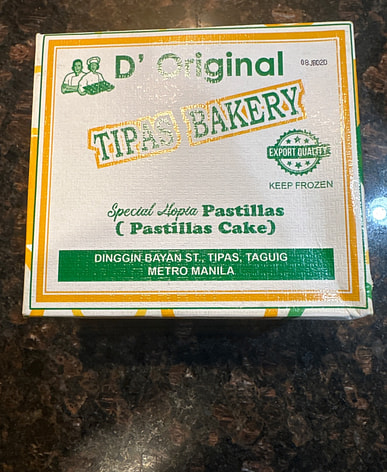 D' Original
TIPAS BAKERY
EXPORT QUALITY
KEEP FROZEN
Special Hopia Pastillas
( Pastillas Cake)
DINGGIN BAYAN ST., TIPAS, TAGUIG
METRO MANILA